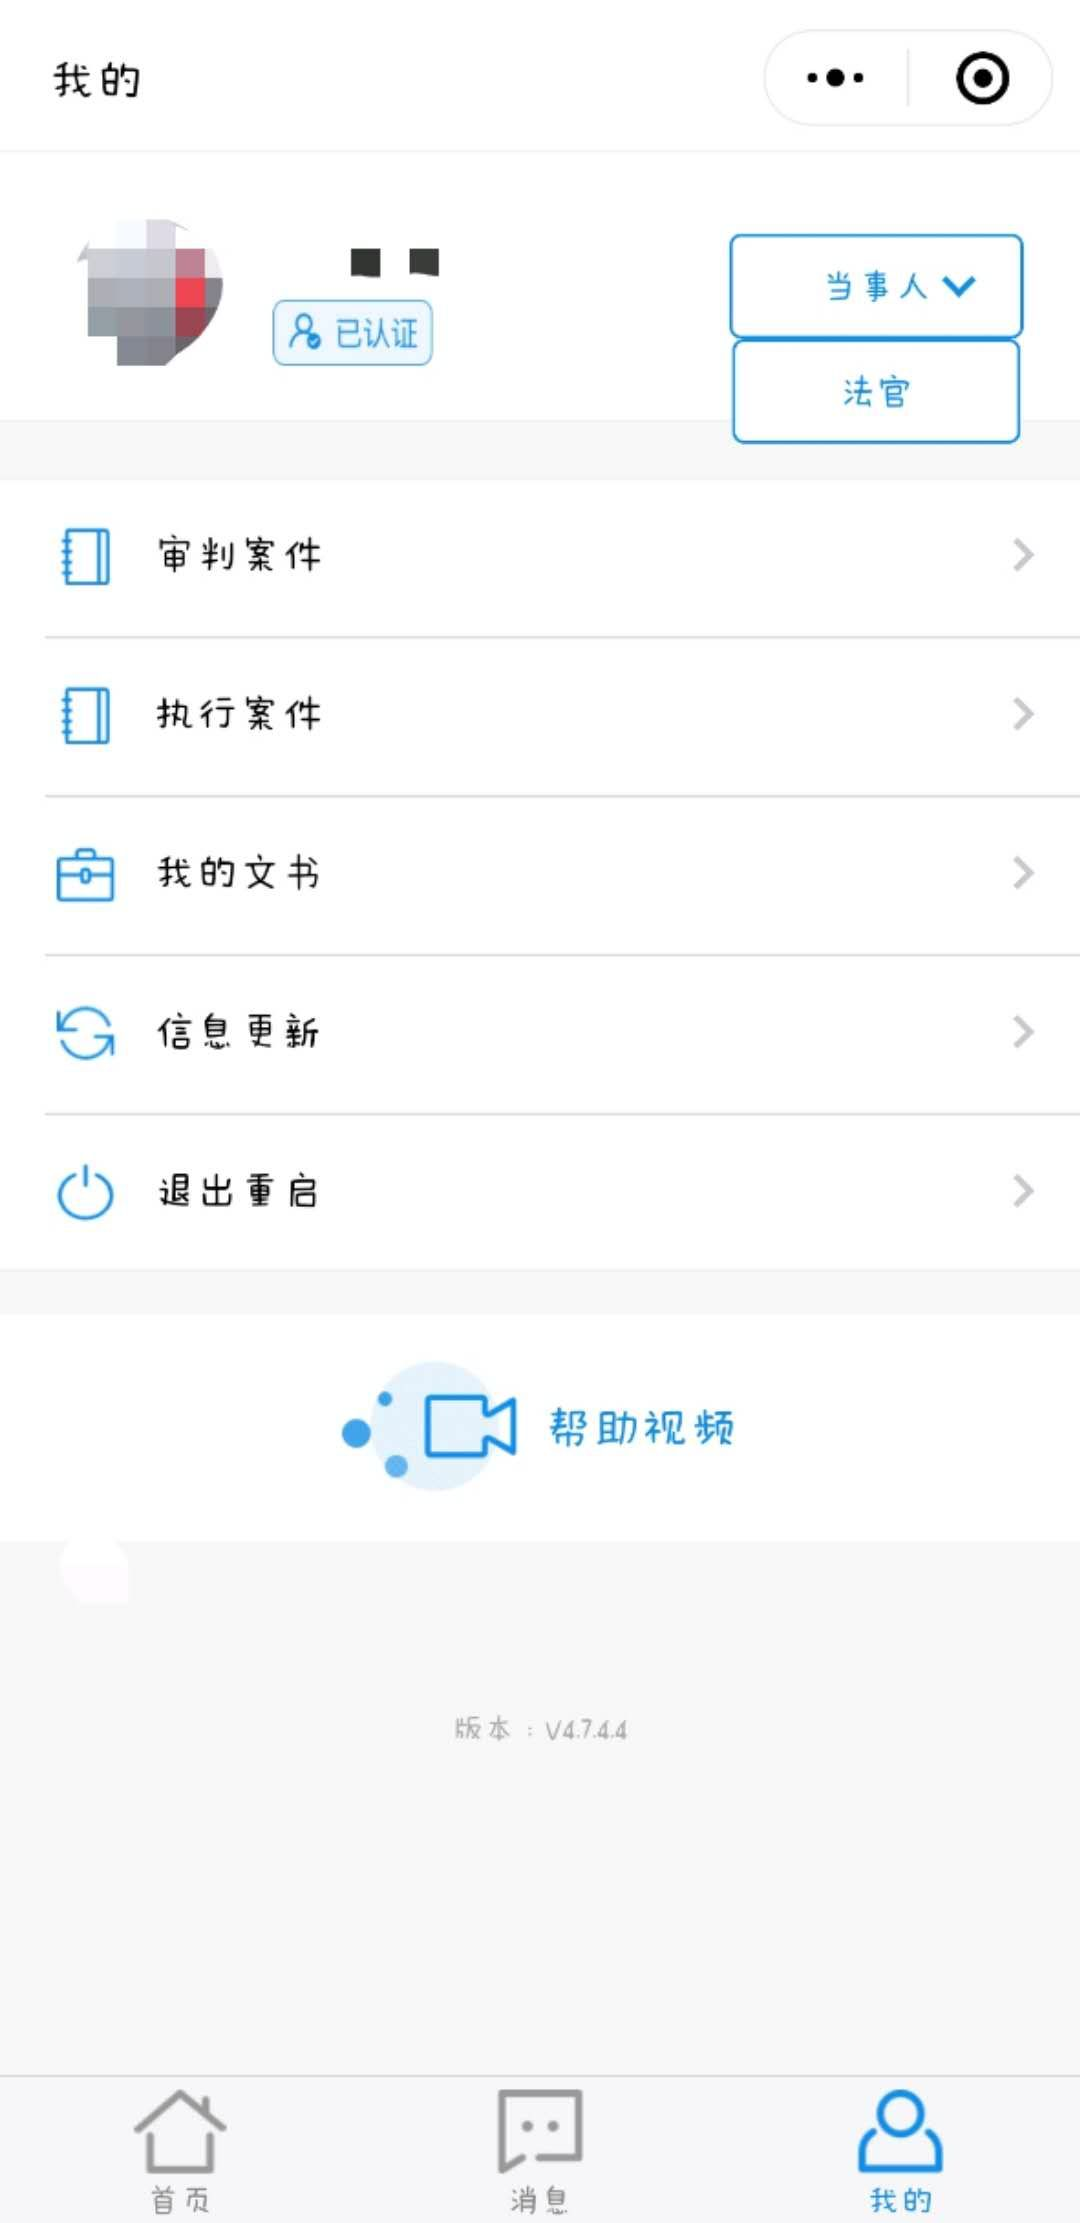 我的
当事人
已认证
法官
审判案件
执行案件
我的文书
信息更新
退出重启
帮助视频
版本：V4.7.4.4
首页
消息
我的